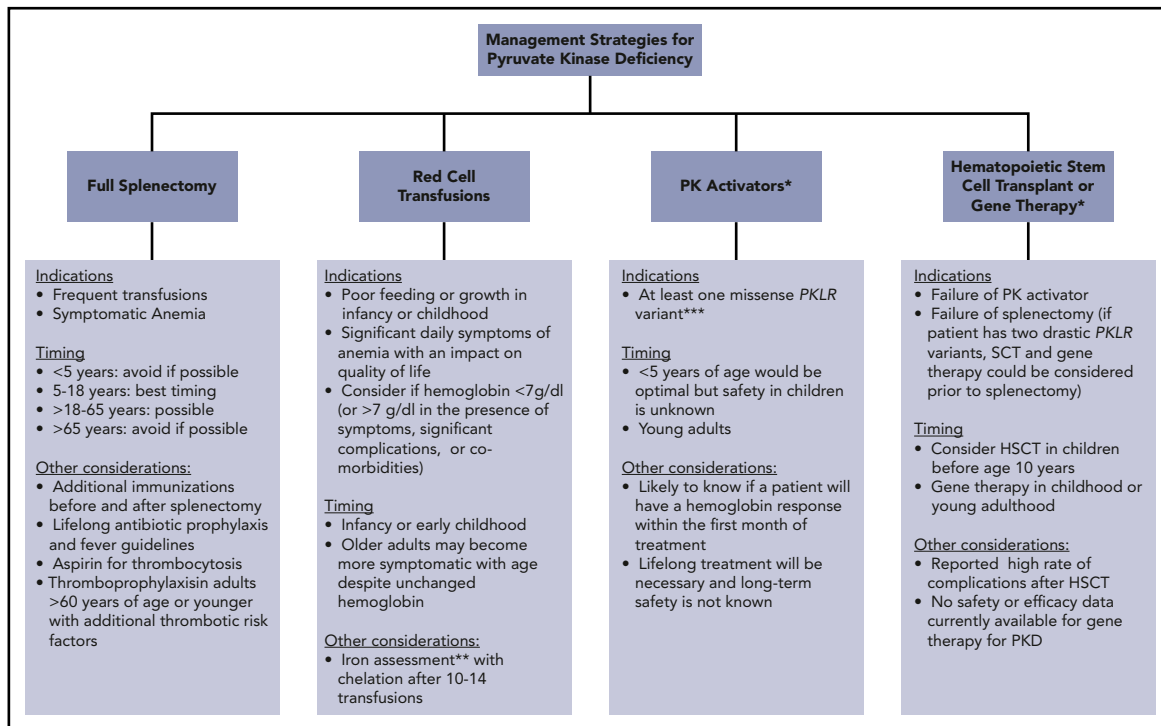 Management Strategies for
Pyruvate Kinase Deficiency
Full Splenectomy
Indications
• Frequent transfusions
• Symptomatic Anemia
Timing
• <5 years: avoid if possible
• 5-18 years: best timing
• >18-65 years: possible
• >65 years: avoid if possible
Other considerations:
• Additional immunizations
before and after splenectomy
• Lifelong antibiotic prophylaxis
and fever guidelines
• Aspirin for thrombocytosis
• Thromboprophylaxisin adults
>60 years of age or younger
with additional thrombotic risk
factors
Red Cell
Transfusions
Indications
• Poor feeding or growth in
infancy or childhood
• Significant daily symptoms of
anemia with an impact on
quality of life
• Consider if hemoglobin <7g/dl
(or >7 g/dl in the presence of
symptoms, significant
complications, or co-
morbidities)
Timing
• Infancy or early childhood
• Older adults may become
more symptomatic with age
despite unchanged
hemoglobin
Other considerations:
• Iron assessment** with
chelation after 10-14
transfusions
PK Activators*
Indications
• At least one missense PKLR
variant***
Timing
• <5 years of age would be
optimal but safety in children
is unknown
• Young adults
Other considerations:
• Likely to know if a patient will
have a hemoglobin response
within the first month of
treatment
• Lifelong treatment will be
necessary and long-term
safety is not known
Hematopoietic Stem
Cell Transplant or
Gene Therapy*
Indications
• Failure of PK activator
• Failure of splenectomy (if
patient has two drastic PKLR
variants, SCT and gene
therapy could be considered
prior to splenectomy)
Timing
• Consider HSCT in children
before age 10 years
• Gene therapy in childhood or
young adulthood
Other considerations:
• Reported high rate of
complications after HSCT
• No safety or efficacy data
currently available for gene
therapy for PKD